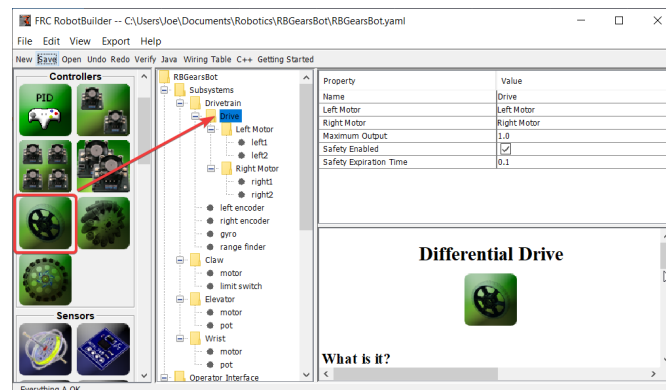 FRC RobotBuilder -- C:\Users\Joe\Documents\Robotics\RBGearsBot\RBGearsBot.yaml
File Edit View Export Help
New Save Open Undo Redo Verify Java Wiring Table C++ Getting Started
Controllers
PID
Sensors
RBGearsBot
Subsystems
Drivetrain
Drive
Left Motor
left1
left2
Right Motor
right1
right2
left encoder
right encoder
gyro
range finder
Claw
motor
limit switch
Elevator
motor
pot
Wrist
motor
pot
Operator Interface
Property Value
Name Drive
Left Motor Left Motor
Right Motor Right Motor
Maximum Output 1.0
Safety Enabled
Safety Expiration Time 0.1
Differential Drive
What is it?
Everything A OK